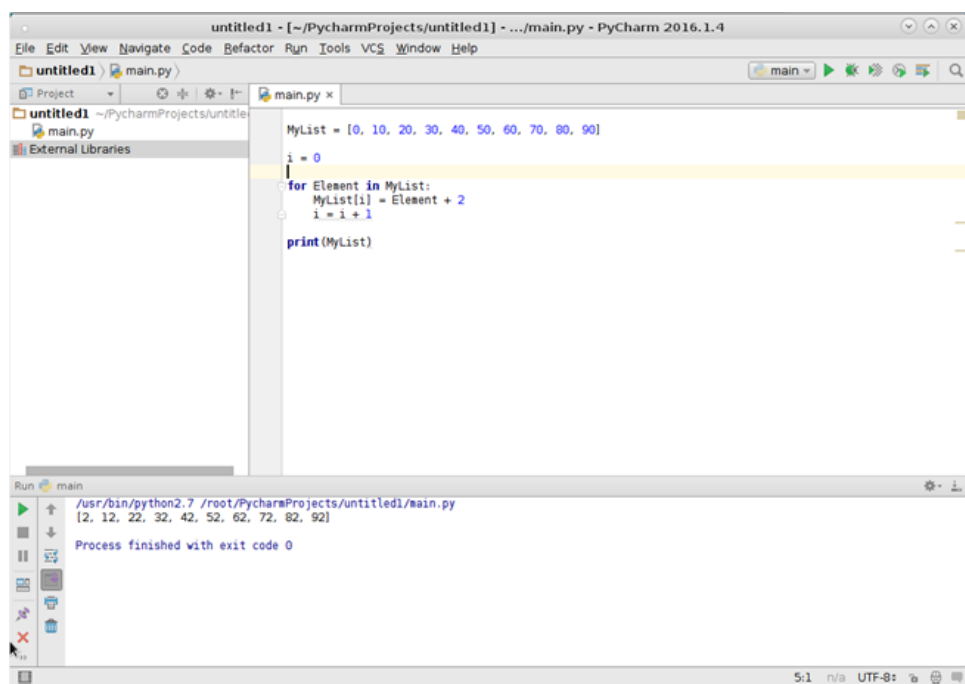 untitled1 - [~/PycharmProjects/untitled1] - .../main.py - PyCharm 2016.1.4
File Edit View Navigate Code Refactor Run Tools VCS Window Help
untitled1 main.py main
Project main.py ×
untitled1 ~/PycharmProjects/untitle
main.py
External Libraries
MyList = [0, 10, 20, 30, 40, 50, 60, 70, 80, 90]
i = 0
for Element in MyList:
MyList[i] = Element + 2
i = i + 1
print(MyList)
Run main
/usr/bin/python2.7 /root/PycharmProjects/untitled1/main.py
[2, 12, 22, 32, 42, 52, 62, 72, 82, 92]
Process finished with exit code 0
5:1 n/a UTF-8